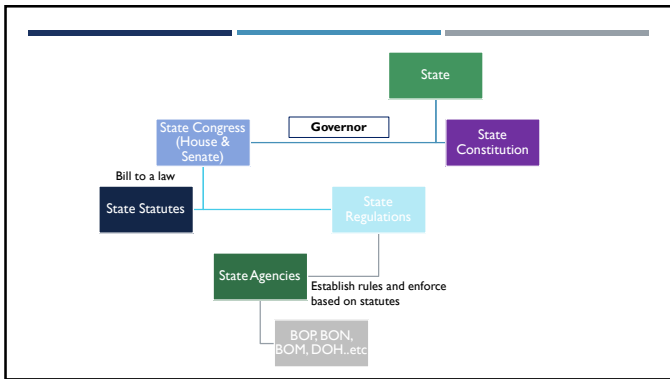 State
Governor
State Congress
(House &
Senate)
State
Constitution
Bill to a law
State Statutes
State
Regulations
State Agencies
Establish rules and enforce
based on statutes
BOP, BON,
BOM, DOH..etc